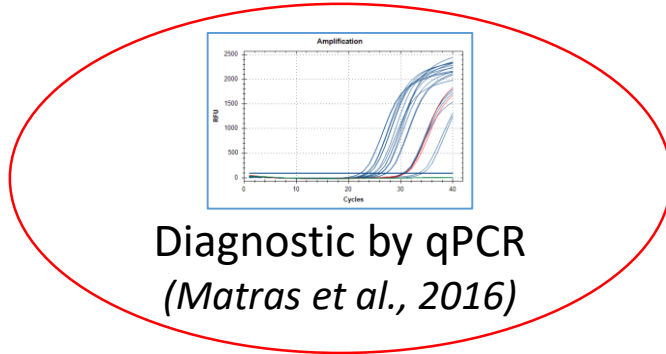 Amplification
2500
2000
1500
1000
500
0
RFU
0 10 20 30 40
Cycles
Diagnostic by qPCR
(Matras et al., 2016)